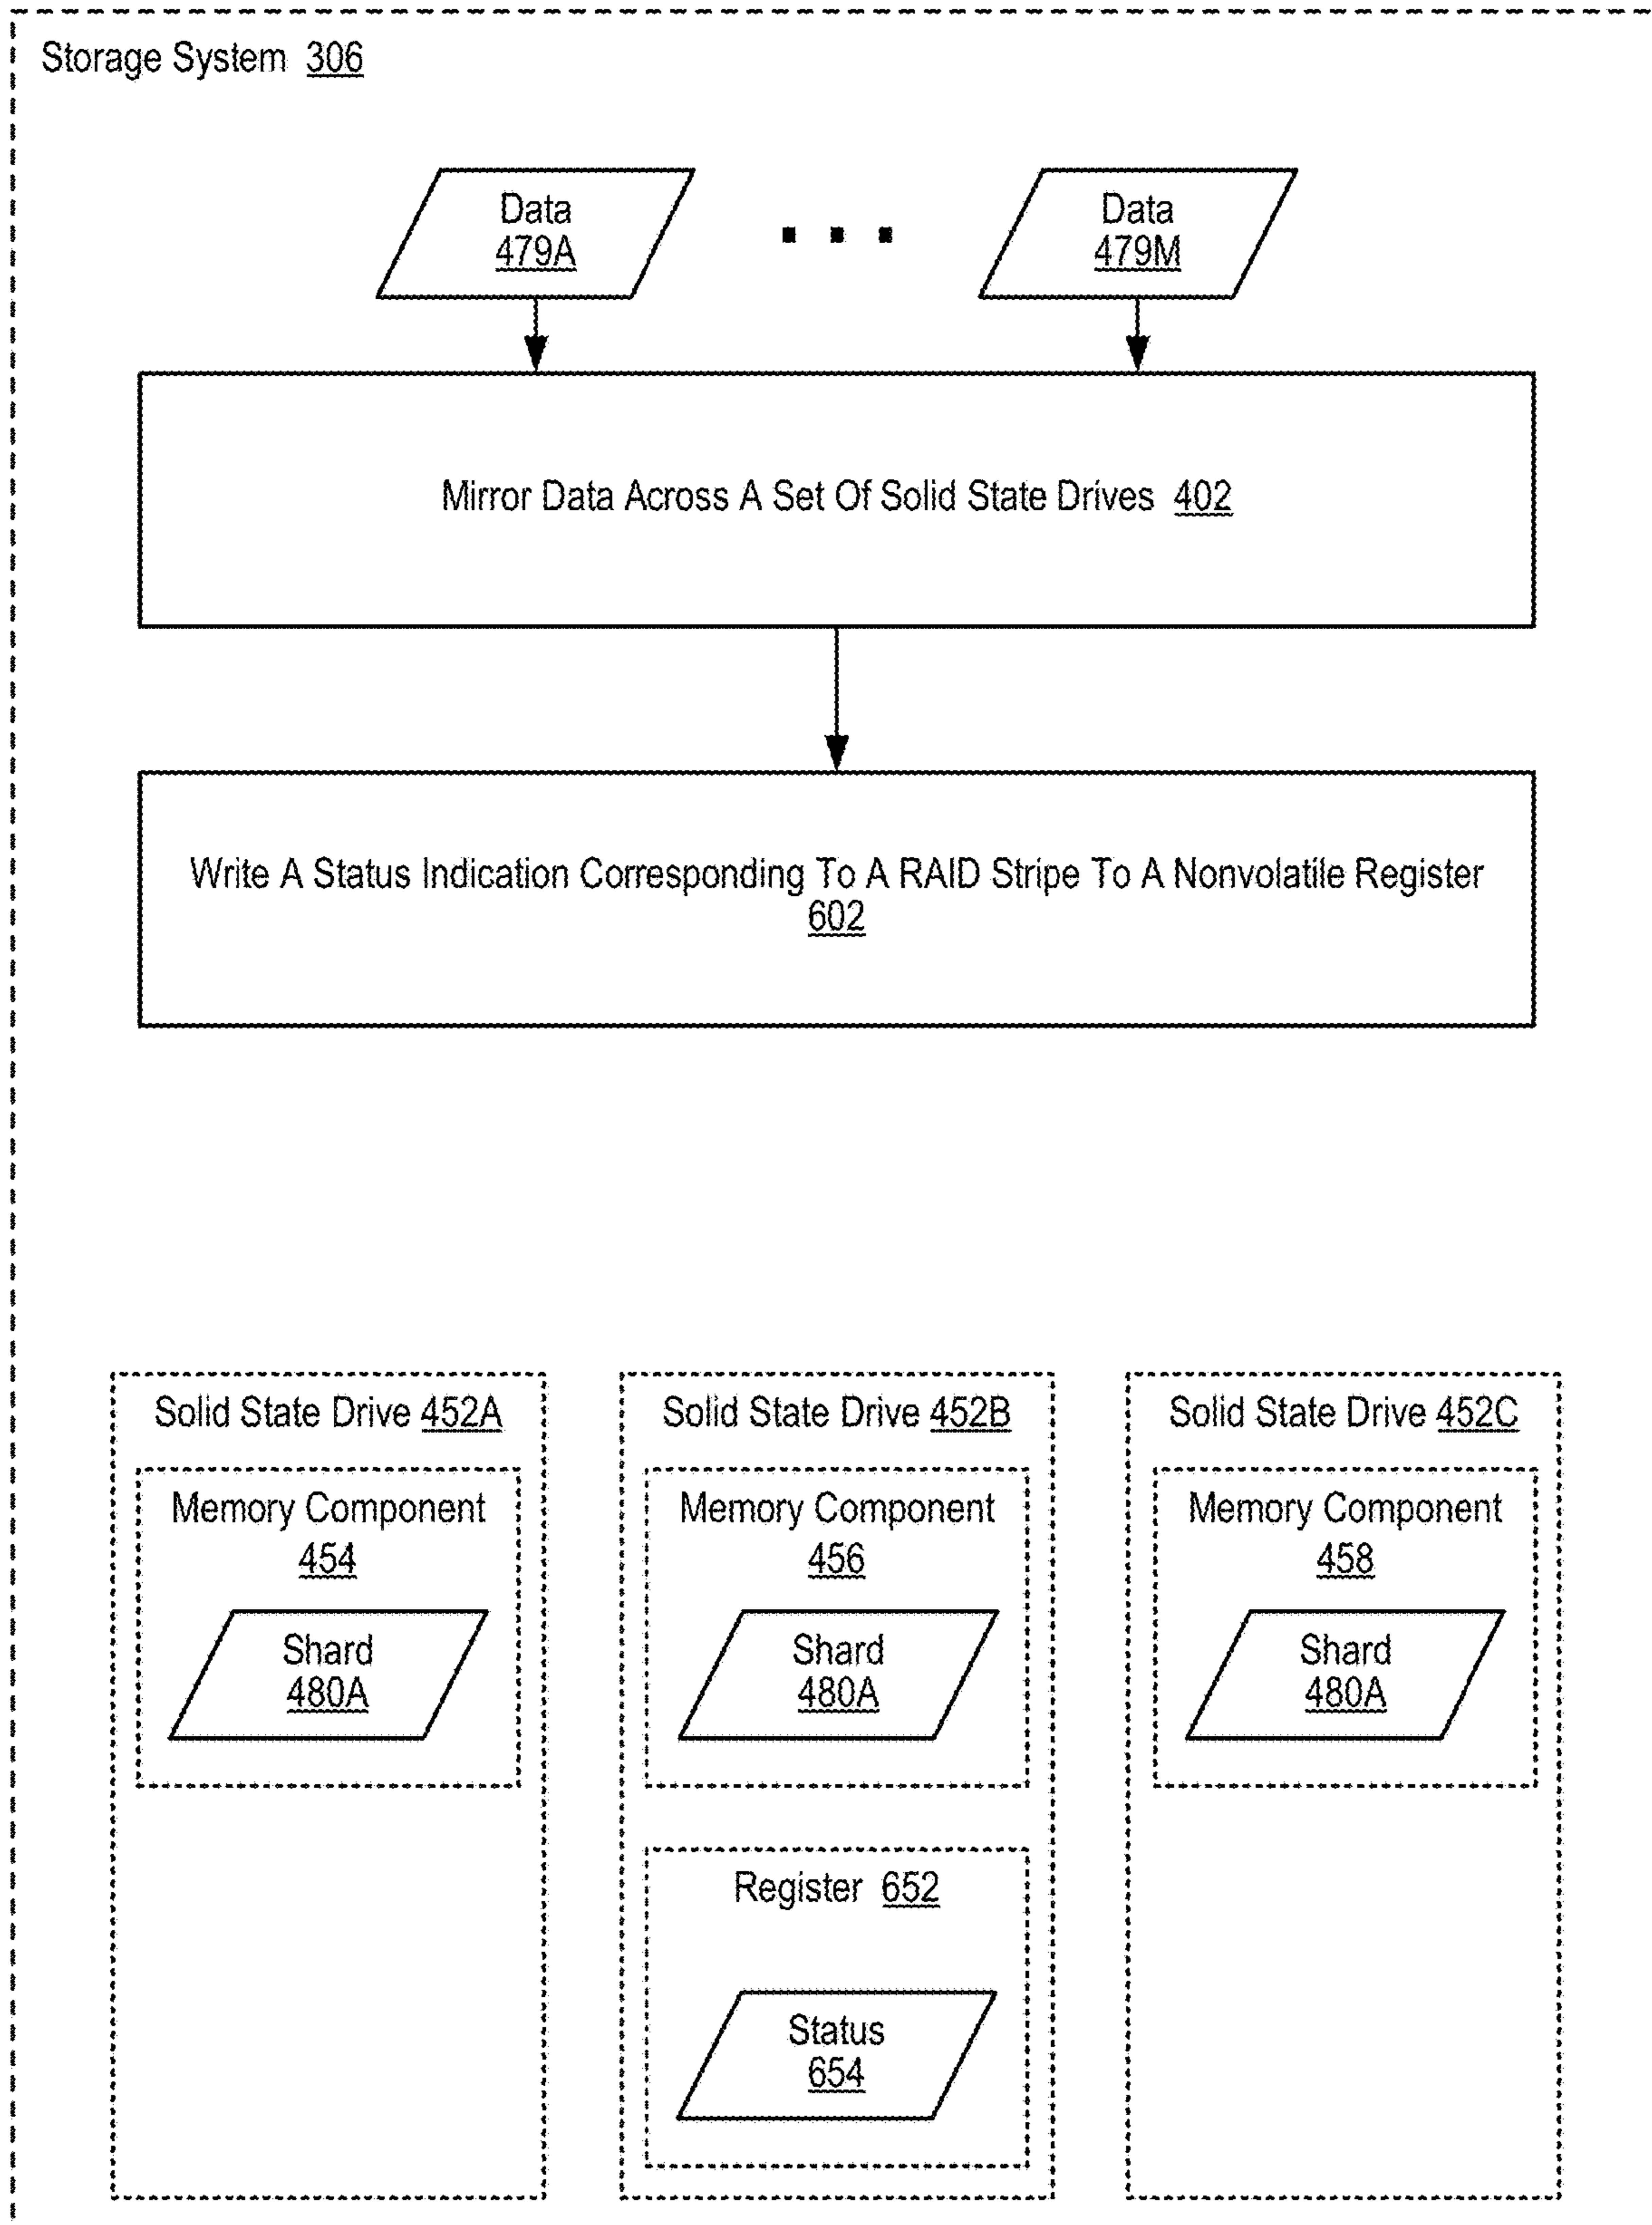 Storage System 306
Data
479A
Data
479M
Mirror Data Across A Set Of Solid State Drives 402
Write A Status Indication Corresponding To A RAID Stripe To A Nonvolatile Register
602
Solid State Drive 452A
Memory Component
454
Shard
480A
Solid State Drive 452B
Memory Component
456
Shard
480A
Register 652
Status
654
Solid State Drive 452C
Memory Component
458
Shard
480A